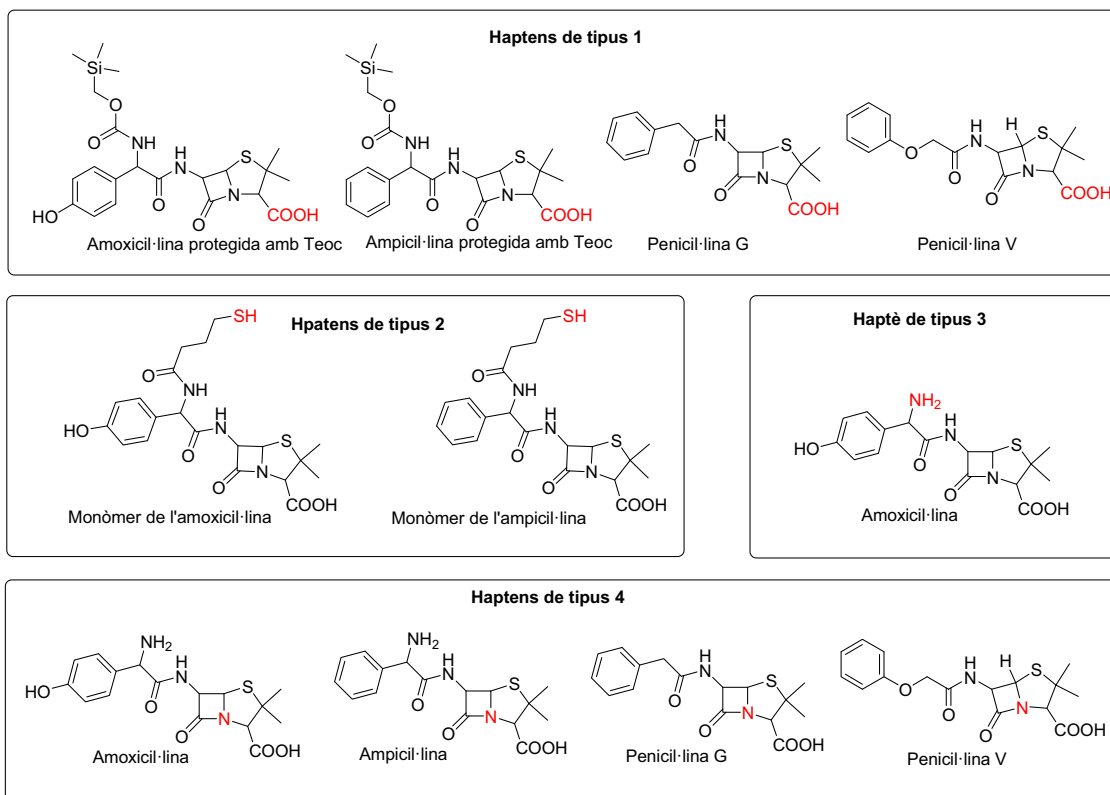 Haptens de tipus 1
Si
O
O
NH
H
N
S
HO
O
N
O
COOH
Amoxicil·lina protegida amb Teoc
Si
O
O
NH
H
N
S
O
N
O
COOH
Ampicil·lina protegida amb Teoc
H
N
S
O
N
O
COOH
Penicil·lina G
H
H
N
S
O
O
N
O
COOH
Penicil·lina V
Hpatens de tipus 2
SH
O
NH
H
N
S
HO
O
N
O
COOH
Monòmer de l'amoxicil·lina
SH
O
NH
H
N
S
O
N
O
COOH
Monòmer de l'ampicil·lina
Haptè de tipus 3
NH2
H
N
S
HO
O
N
O
COOH
Amoxicil·lina
Haptens de tipus 4
NH2
H
N
S
HO
O
N
O
COOH
Amoxicil·lina
NH2
H
N
S
O
N
O
COOH
Ampicil·lina
H
N
S
O
N
O
COOH
Penicil·lina G
H
H
N
S
O
O
N
O
COOH
Penicil·lina V